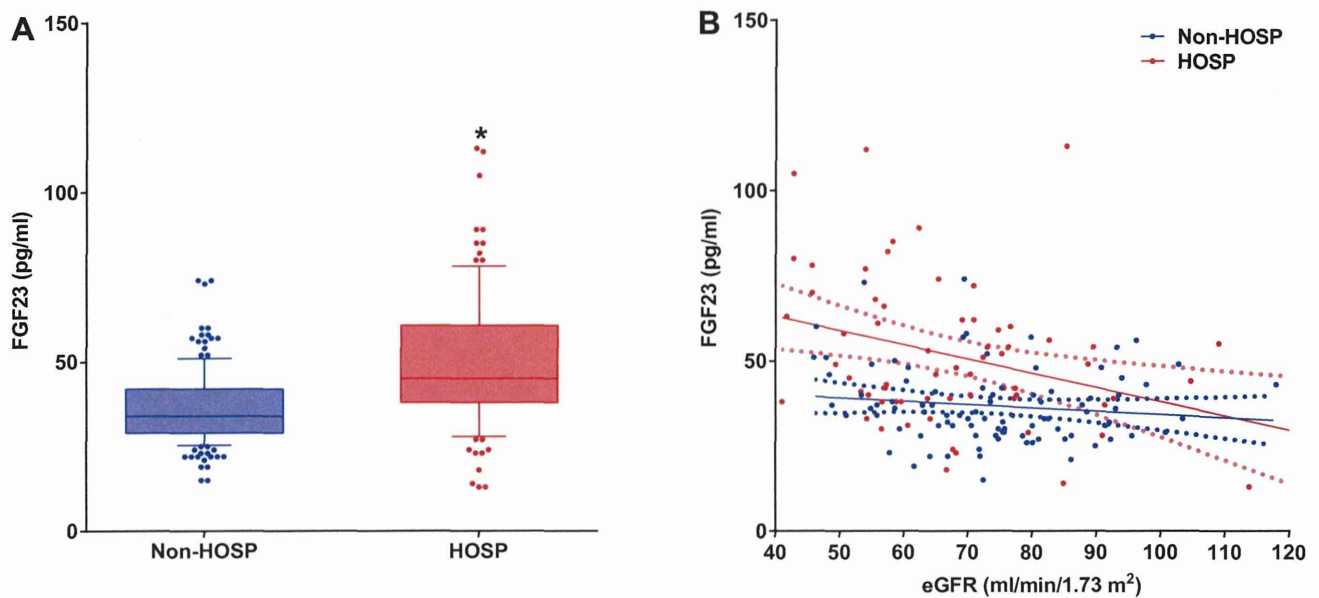 A
150
100
50
0
FGF23 (pg/ml)
*
Non-HOSP
HOSP
B
150
100
50
0
FGF23 (pg/ml)
Non-HOSP
HOSP
40 50 60 70 80 90 100 110 120
eGFR (ml/min/1.73 m²)